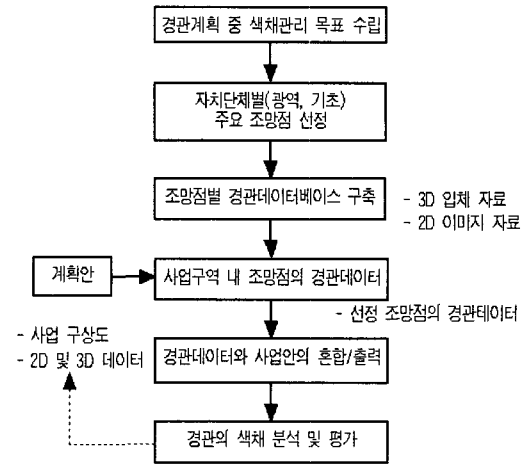 경관계획 중 색채관리 목표 수립
자치단체별(광역, 기초)
주요 조망점 선정
조망점별 경관데이터베이스 구축
- 3D 입체 자료
- 2D 이미지 자료
계획안
사업구역 내 조망점의 경관데이터
- 선정 조망점의 경관테이터
- 사업 구상도
- 2D 및 3D 데이터
경관데이터와 사업안의 혼합/출력
경관의 색채 분석 및 평가